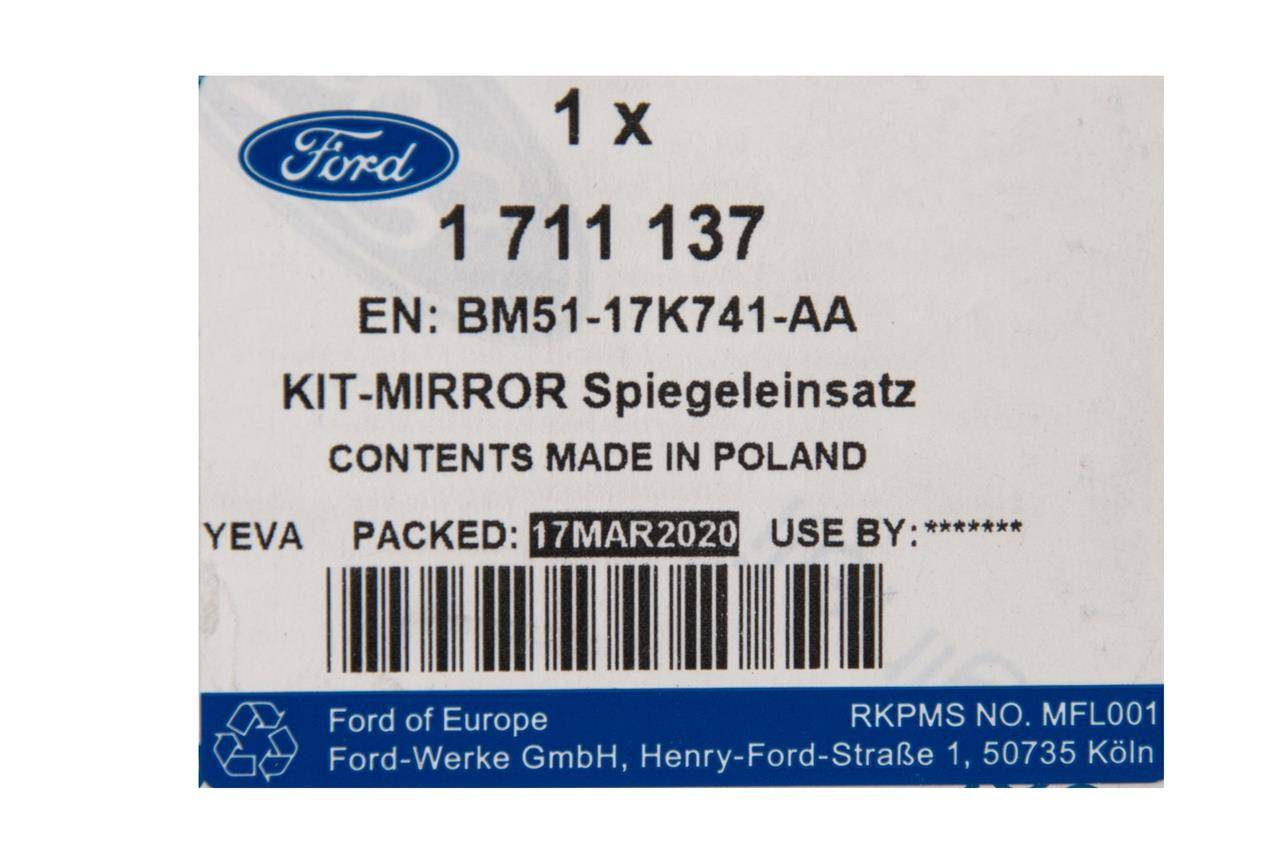 1 x
Ford
1 711 137
EN: BM51-17K741-AA
KIT-MIRROR Spiegeleinsatz
CONTENTS MADE IN POLAND
YEVA PACKED: 17MAR2020 USE BY:*******
RKPMS NO. MFL001
Ford of Europe
Ford-Werke GmbH, Henry-Ford-Straße 1, 50735 Köln